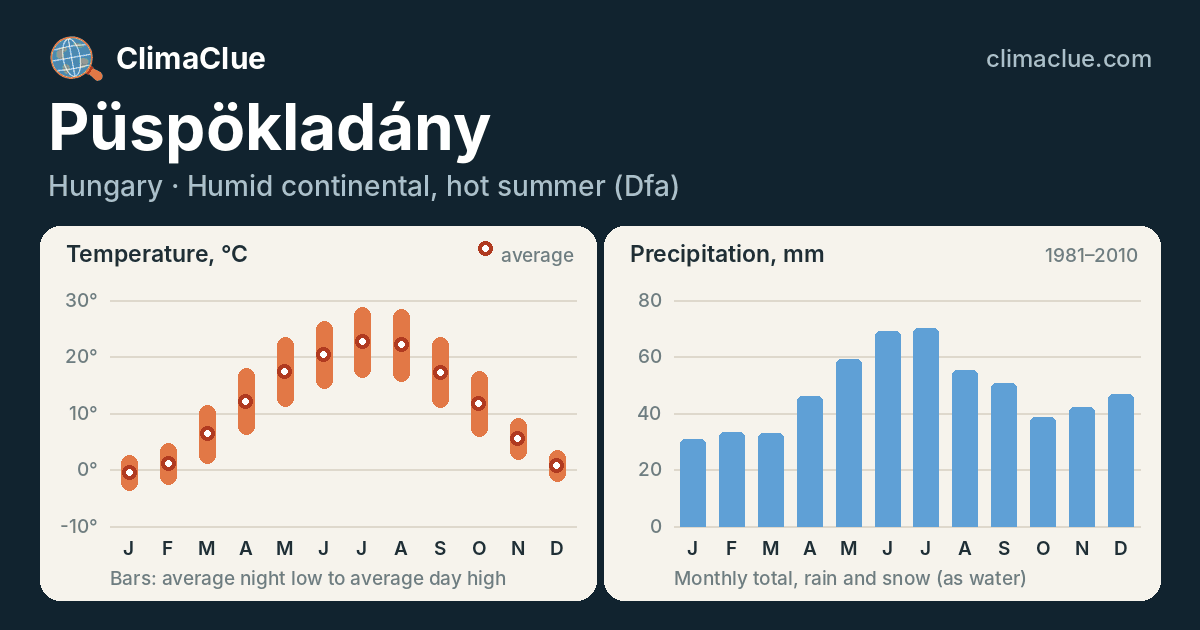 ClimaClue
climaclue.com
Püspökladány
Hungary · Humid continental, hot summer (Dfa)
Temperature, °C
average
30°
20°
10°
0°
-10°
J F M A M J J A S O N D
Bars: average night low to average day high
Precipitation, mm
1981–2010
80
60
40
20
0
J F M A M J J A S O N D
Monthly total, rain and snow (as water)